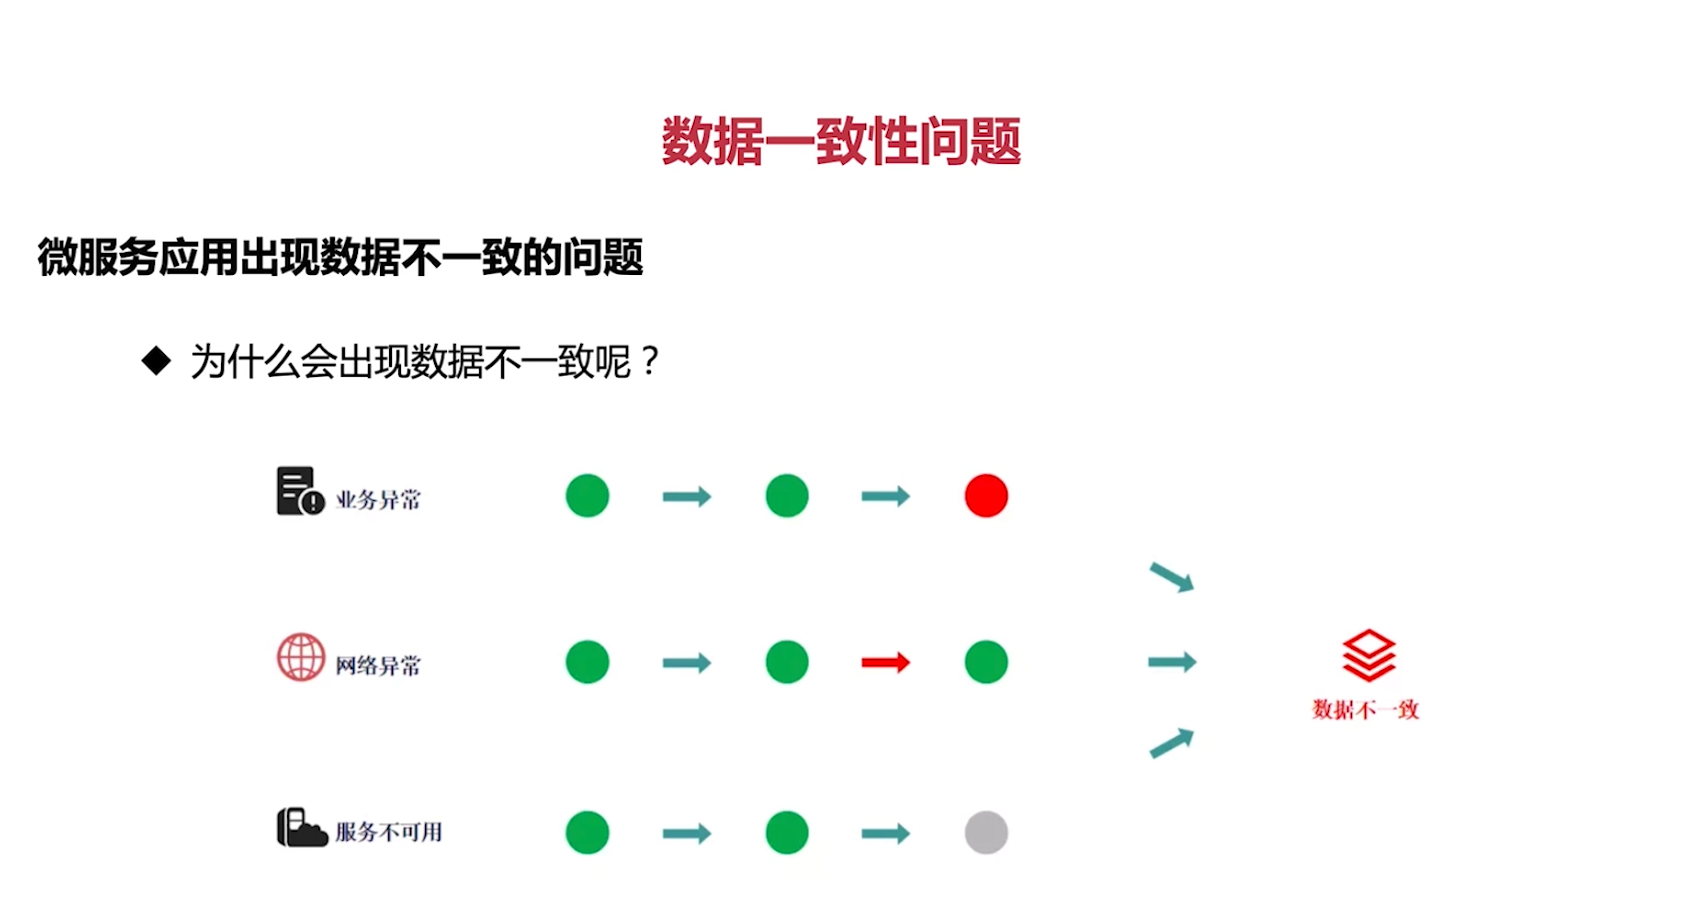 数据一致性问题
微服务应用出现数据不一致的问题
◆ 为什么会出现数据不一致呢？
业务异常
网络异常
数据不一致
服务不可用